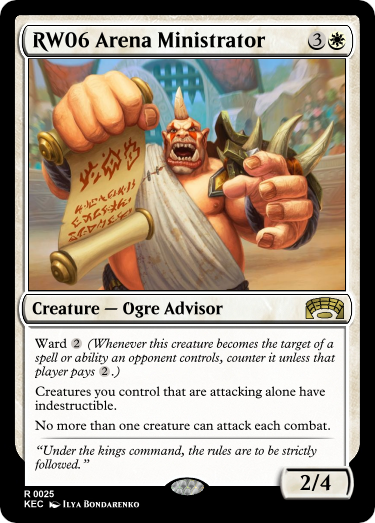 RW06 Arena Ministrator 3
Creature — Ogre Advisor
Ward 2 (Whenever this creature becomes the target of a
spell or ability an opponent controls, counter it unless that
player pays 2.)
Creatures you control that are attacking alone have
indestructible.
No more than one creature can attack each combat.
“Under the kings command, the rules are to be strictly
followed.”
2/4
R 0025
KEC Ilya Bondarenko